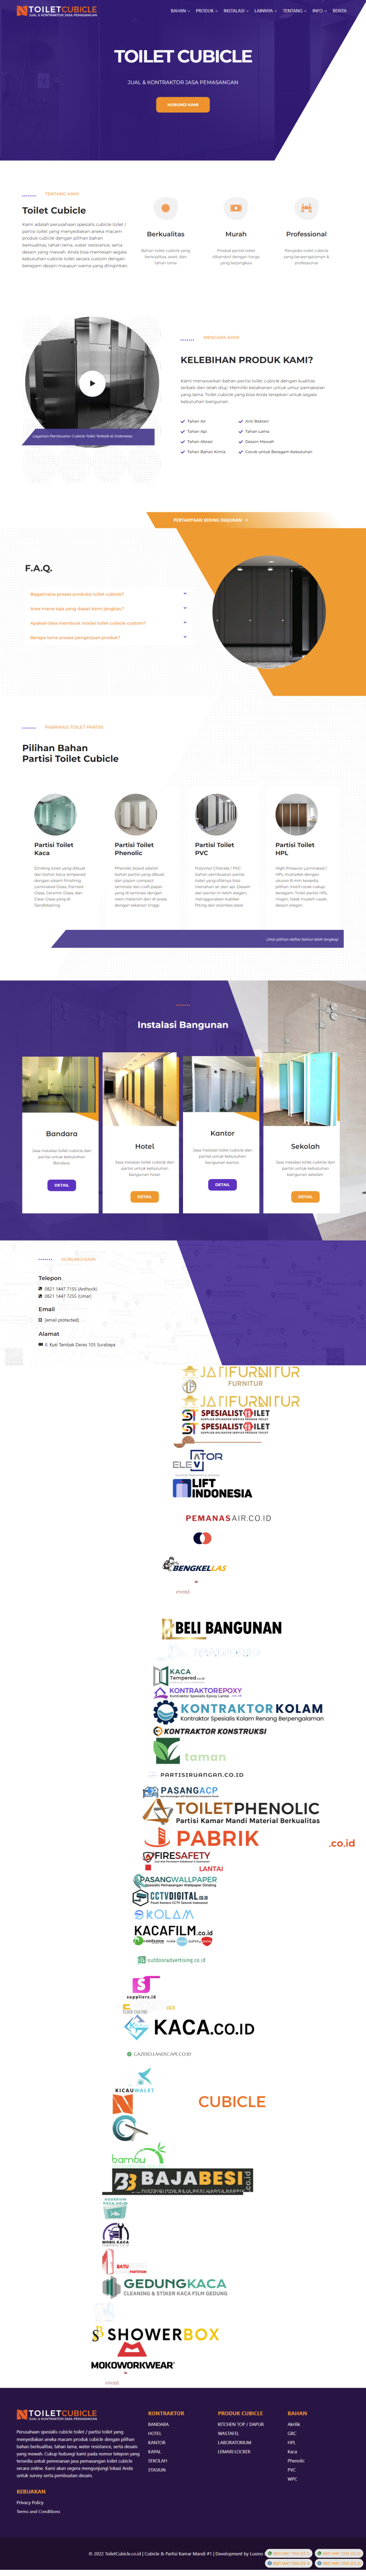 TOILETCUBICLE
JUAL & KONTRAKTOR JASA PEMASANGAN
BAHAN PRODUK INSTALASI LAINNYA TENTANG INFO BERITA
TOILET CUBICLE
JUAL & KONTRAKTOR JASA PEMASANGAN
HUBUNGI KAMI
TENTANG KAMI
Toilet Cubicle
Kami adalah perusahaan spesialis cubicle toilet /
partisi toilet yang menyediakan aneka macam
produk cubicle dengan pilihan bahan
berkualitas, tahan lama, water resistance, serta
desain yang mewah. Anda bisa memesan segala
kebutuhan cubicle toilet secara custom dengan
beragam desain maupun warna yang diinginkan.
Berkualitas
Bahan toilet cubicle yang
berkualitas, awet, dan
tahan lama
Murah
Produk partisi toilet
dibandrol dengan harga
yang terjangkau
Professional
Penyedia toilet cubicle
yang berpengalaman &
professional
Layanan Pembuatan Cubicle Toilet Terbaik di Indonesia
MENGAPA KAMI
KELEBIHAN PRODUK KAMI?
Kami menawarkan bahan partisi toilet dengan kualitas
terbaik dan telah diuji. Memiliki ketahanan untuk umur pemakaian
yang lama. Toilet cubicle yang bisa Anda terapkan untuk segala
kebutuhan bangunan.
Tahan Air
Tahan Api
Tahan Abrasi
Tahan Bahan Kimia
Anti Bakteri
Tahan Lama
Desain Mewah
Cocok untuk Beragam Kebutuhan
PERTANYAAN SERING DIAJUKAN
F.A.Q.
Bagaimana proses produksi toilet cubicle?
Area mana saja yang dapat kami jangkau?
Apakah bisa membuat model toilet cubicle custom?
Berapa lama proses pengerjaan produk?
PABRIKASI TOILET PARTISI
Pilihan Bahan
Partisi Toilet Cubicle
Partisi Toilet
Kaca
Dinding toilet yang dibuat
dari bahan kaca tempered
dengan sistem finishing
Laminated Glass, Painted
Glass, Ceramic Glass, dan
Clear Glass yang di
Sandblasting
Partisi Toilet
Phenolic
Phenolic board adalah
bahan partisi yang dibuat
dari papan compact
laminate dan craft paper
yang di laminasi dengan
resin melamin dan di press
dengan tekanan tinggi.
Partisi Toilet
PVC
Polyvinyl Chloride / PVC
bahan pembuatan partisi
toilet yang sifatnya bisa
menahan air dan api. Desain
dari partisi ini lebih elegan,
menggunakan kubikel
fitting dari stainless steel.
Partisi Toilet
HPL
High Pressure Laminated /
HPL multiplek dengan
ukuran 18 mm tersedia
pilihan motif corak cukup
beragam. Toilet partisi HPL
ringan, tidak mudah rusak,
desain elegan.
Lihat pilihan daftar bahan lebih lengkap
Instalasi Bangunan
Bandara
Jasa instalasi toilet cubicle dan
partisi untuk kebutuhan
Bandara.
DETAIL
Hotel
Jasa instalasi toilet cubicle dan
partisi untuk kebutuhan
bangunan hotel.
DETAIL
Kantor
Jasa instalasi toilet cubicle dan
partisi untuk kebutuhan
bangunan kantor.
DETAIL
Sekolah
Jasa instalasi toilet cubicle dan
partisi untuk kebutuhan
bangunan sekolah.
DETAIL
HUBUNGI KAMI
Telepon
0821 1447 7155 (Ardhock)
0821 1447 7255 (Umar)
Email
[email protected]
Alamat
Jl. Kyai Tambak Deres 105 Surabaya
JATIFURNITUR
FURNITUR
JATIFURNITUR
SPESIALIST TOILET
SPESIALIST TOILET
ELEVATOR
LIFT
INDONESIA
PEMANASAIR.CO.ID
BENGKELLAS
BELI BANGUNAN
KACA
Tempered.co.id
KONTRAKTOREPOXY
Kontraktor Spesialis Epoxy Lantai
KONTRAKTOR KOLAM
Kontraktor Spesialis Kolam Renang Berpengalaman
KONTRAKTOR KONSTRUKSI
taman
PARTISIRUANGAN.CO.ID
PASANGACP
TOILETPHENOLIC
Partisi Kamar Mandi Material Berkualitas
PABRIK .co.id
FIRESAFETY
LANTAI
PASANGWALLPAPER
CCTVDIGITAL.co.id
KOLAM
KACAFILM.co.id
outdooradvertising.co.id
suppliers.id
KACA.CO.ID
GAZEBOLANDSCAPE.CO.ID
KICAUWALET
CUBICLE
bambu
BAJABESI .co.id
MOBIL KACA
BATU
GEDUNGKACA
CLEANING & STIKER KACA FILM GEDUNG
SHOWERBOX
MOKOWORKWEAR
TOILETCUBICLE
JUAL & KONTRAKTOR JASA PEMASANGAN
Perusahaan spesialis cubicle toilet / partisi toilet yang
menyediakan aneka macam produk cubicle dengan pilihan
bahan berkualitas, tahan lama, water resistance, serta desain
yang mewah. Cukup hubungi kami pada nomor telepon yang
tersedia untuk pemesanan jasa pemasangan toilet cubicle
secara online. Kami akan segera mengunjungi lokasi Anda
untuk survey serta pembuatan desain.
KEBIJAKAN
Privacy Policy
Terms and Conditions
KONTRAKTOR
BANDARA
HOTEL
KANTOR
KAPAL
SEKOLAH
STASIUN
PRODUK CUBICLE
KITCHEN TOP / DAPUR
WASTAFEL
LABORATORIUM
LEMARI LOCKER
BAHAN
Akrilik
GRC
HPL
Kaca
Phenolic
PVC
WPC
© 2022 ToiletCubicle.co.id | Cubicle & Partisi Kamar Mandi #1 | Development by Lusmo